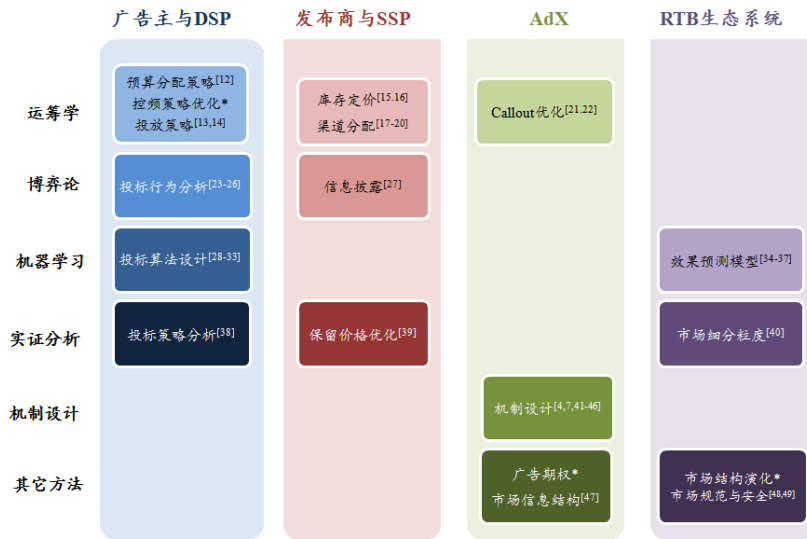 广告主与DSP
发布商与SSP
AdX
RTB生态系统
运筹学
预算分配策略[12]
控频策略优化*
投放策略[13,14]
库存定价[15.16]
渠道分配[17-20]
Callout优化[21.22]
博弈论
投标行为分析[23-26]
信息披露[27]
机器学习
投标算法设计[28-33]
效果预测模型[34-37]
实证分析
投标策略分析[38]
保留价格优化[39]
市场细分粒度[40]
机制设计
机制设计[4,7,41-46]
其它方法
广告期权*
市场信息结构[47]
市场结构演化*
市场规范与安全[48,49]